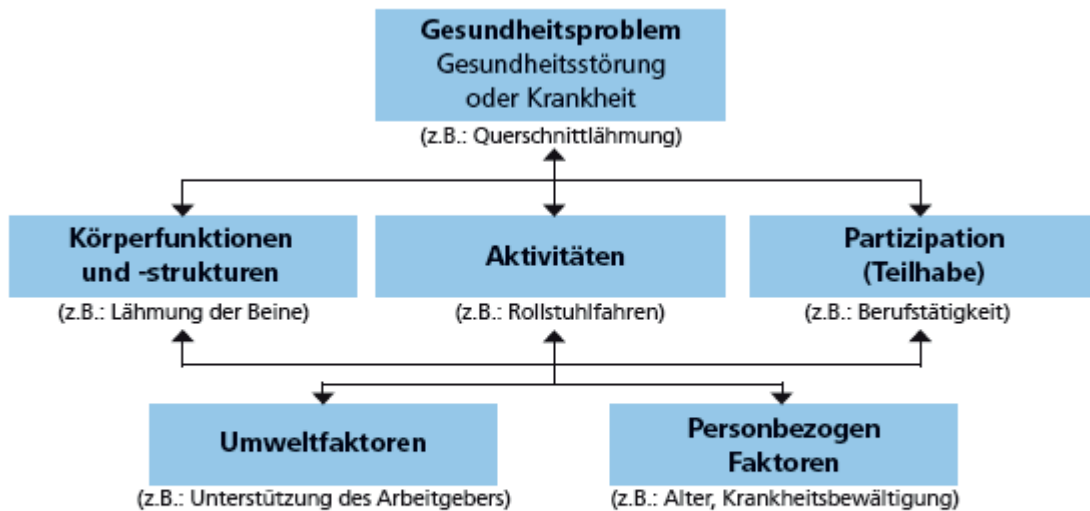 Gesundheitsproblem
Gesundheitsstörung
oder Krankheit
(z.B.: Querschnittlähmung)
Körperfunktionen
und -strukturen
(z.B.: Lähmung der Beine)
Aktivitäten
(z.B.: Rollstuhlfahren)
Partizipation
(Teilhabe)
(z.B.: Berufstätigkeit)
Umweltfaktoren
(z.B.: Unterstützung des Arbeitgebers)
Personbezogen
Faktoren
(z.B.: Alter, Krankheitsbewältigung)